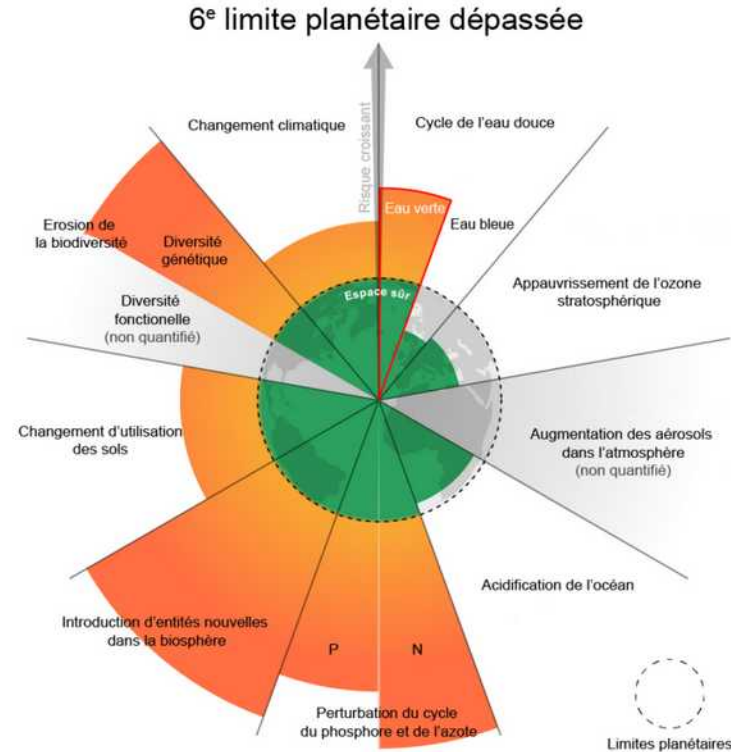 6e limite planétaire dépassée
Changement climatique
Risque croissant
Cycle de l'eau douce
Eau verte
Eau bleue
Erosion de
la biodiversité
Diversité
génétique
Diversité
fonctionelle
(non quantifié)
Espace sûr
Appauvrissement de l'ozone
stratosphérique
Changement d'utilisation
des sols
Augmentation des aérosols
dans l'atmosphère
(non quantifié)
Introduction d'entités nouvelles
dans la biosphère
P
N
Acidification de l'océan
Perturbation du cycle
du phosphore et de l'azote
Limites planétaires